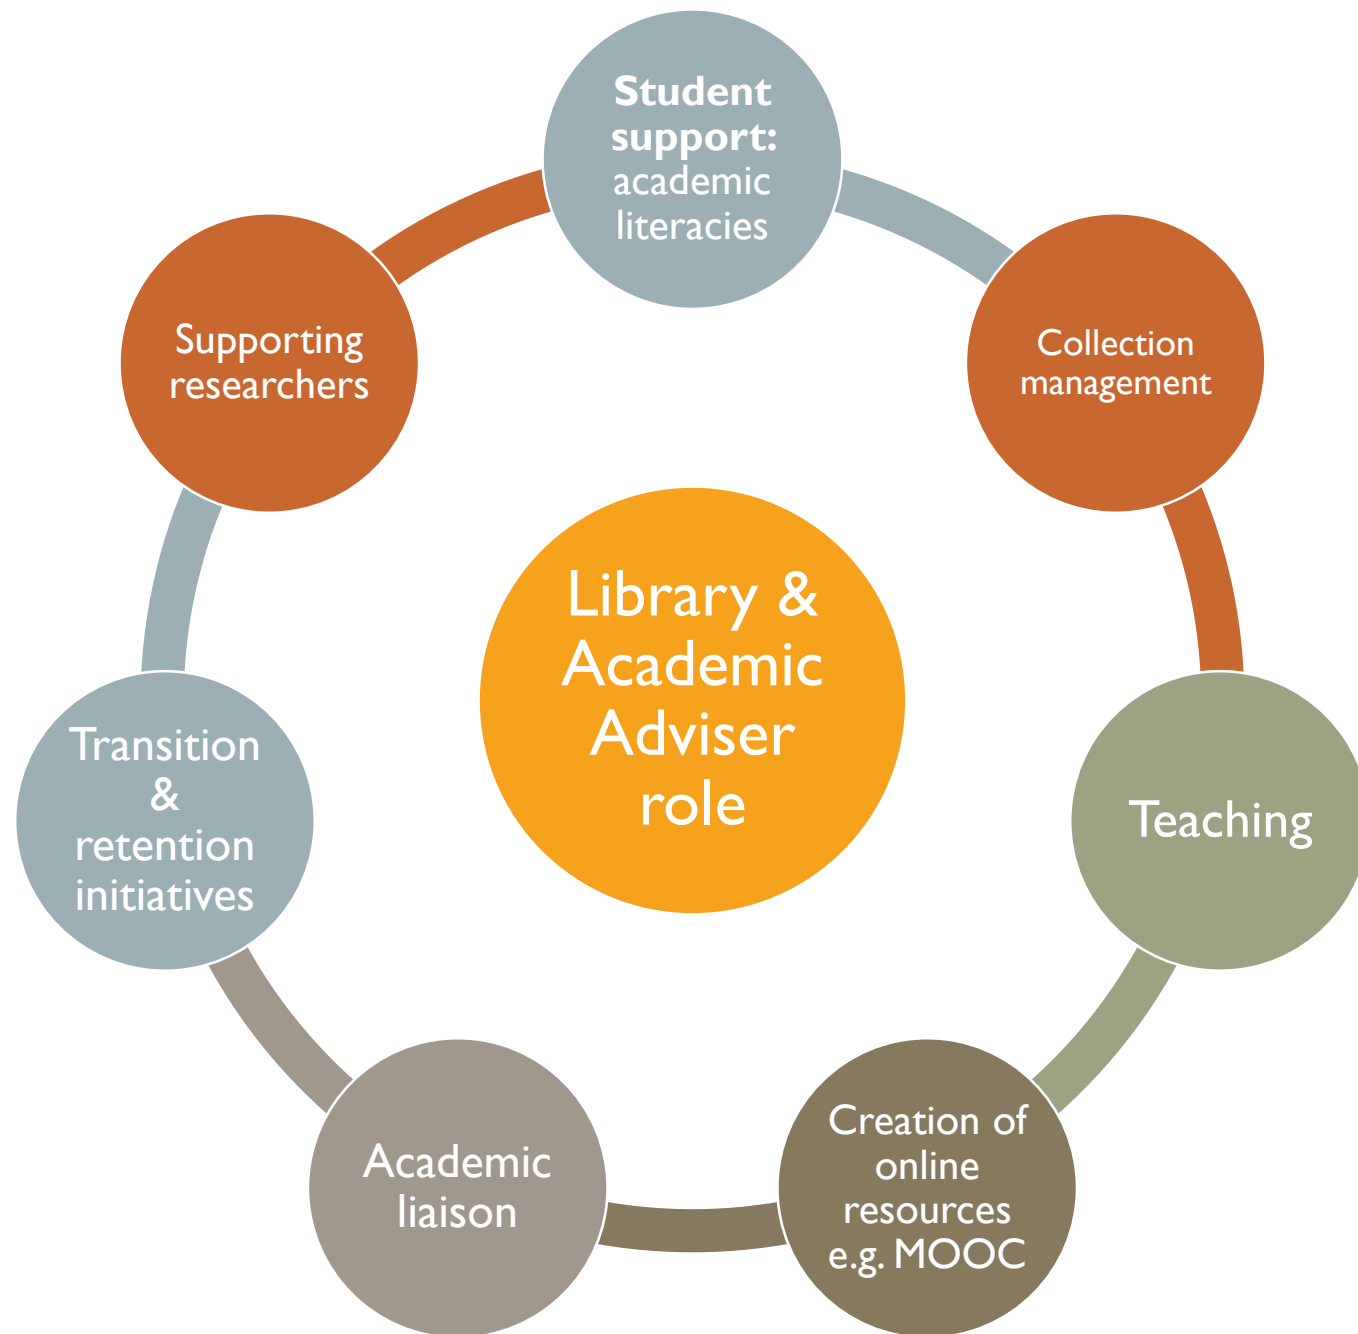 Student
support:
academic
literacies
Collection
management
Teaching
Creation of
online
resources
e.g. MOOC
Academic
liaison
Transition
&
retention
initiatives
Supporting
researchers
Library &
Academic
Adviser
role